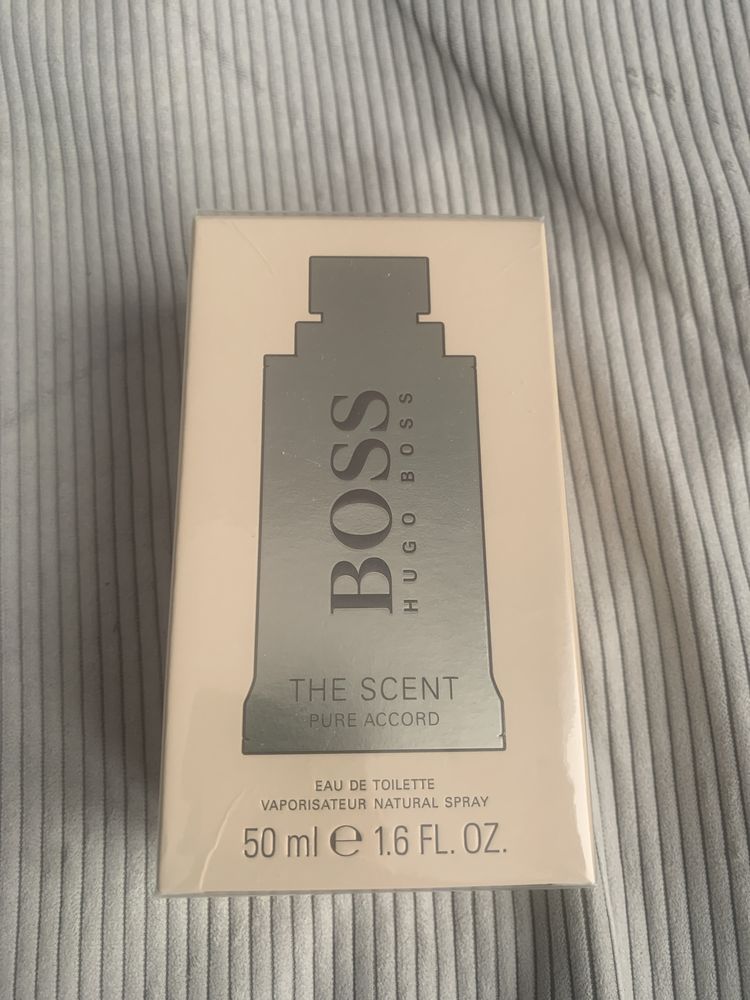 BOSS
HUGO BOSS
THE SCENT
PURE ACCORD
EAU DE TOILETTE
VAPORISATEUR NATURAL SPRAY
50 ml ℮ 1.6 FL. OZ.